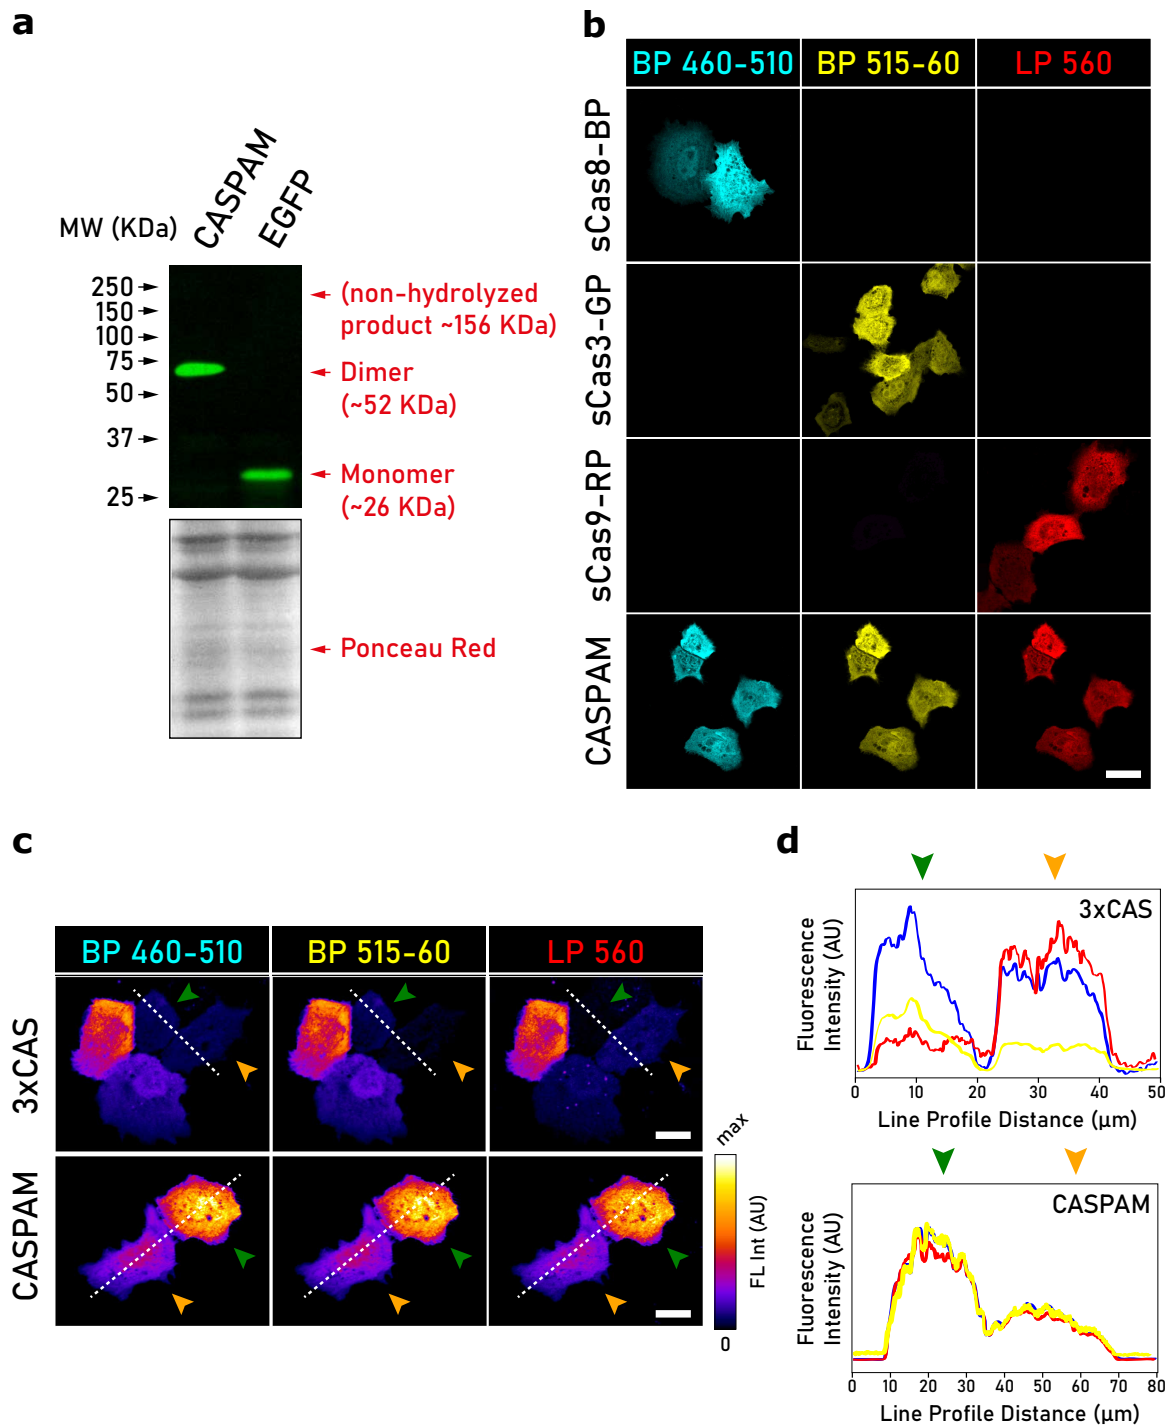 a
MW (KDa)
CASPAM
EGFP
250
150
100
75
50
37
25
(non-hydrolyzed
product ~156 KDa)
Dimer
(~52 KDa)
Monomer
(~26 KDa)
Ponceau Red
b
BP 460-510
BP 515-60
LP 560
sCas8-BP
sCas3-GP
sCas9-RP
CASPAM
c
BP 460-510
BP 515-60
LP 560
3xCAS
CASPAM
max
FL Int (AU)
0
d
3xCAS
Fluorescence
Intensity (AU)
0 10 20 30 40 50
Line Profile Distance (µm)
CASPAM
Fluorescence
Intensity (AU)
0 10 20 30 40 50 60 70 80
Line Profile Distance (µm)